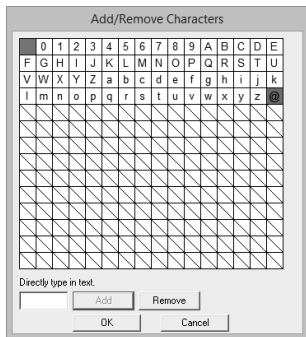 Add/Remove Characters
0 1 2 3 4 5 6 7 8 9 A B C D E
F G H I J K L M N O P Q R S T U
V W X Y Z a b c d e f g h i j k
l m n o p q r s t u v w x y z @
Directly type in text.
Add Remove
OK Cancel